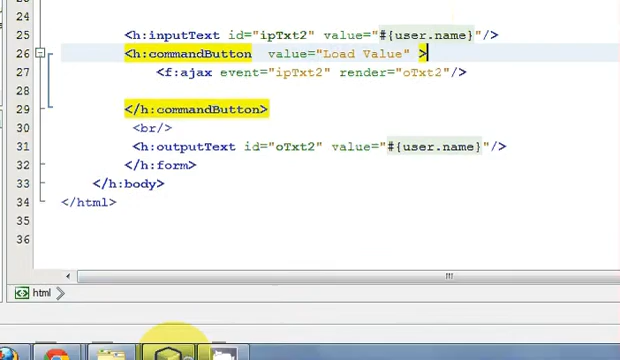 24
25 <h:inputText id="ipTxt2" value="#{user.name}"/>
26 <h:commandButton value="Load Value" >
27 <f:ajax event="ipTxt2" render="oTxt2"/>
28
29 </h:commandButton>
30 <br/>
31 <h:outputText id="oTxt2" value="#{user.name}"/>
32 </h:form>
33 </h:body>
34 </html>
35
36
html